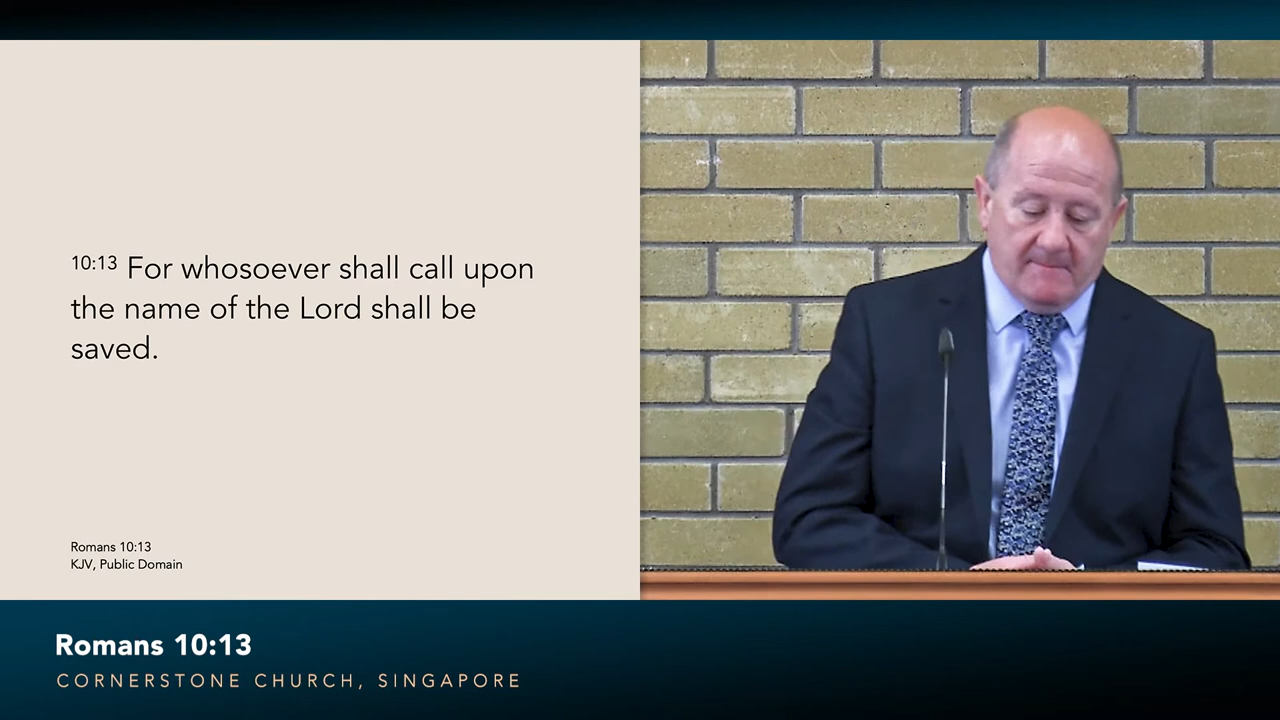 10:13 For whosoever shall call upon
the name of the Lord shall be
saved.
Romans 10:13
KJV, Public Domain
Romans 10:13
CORNERSTONE CHURCH, SINGAPORE